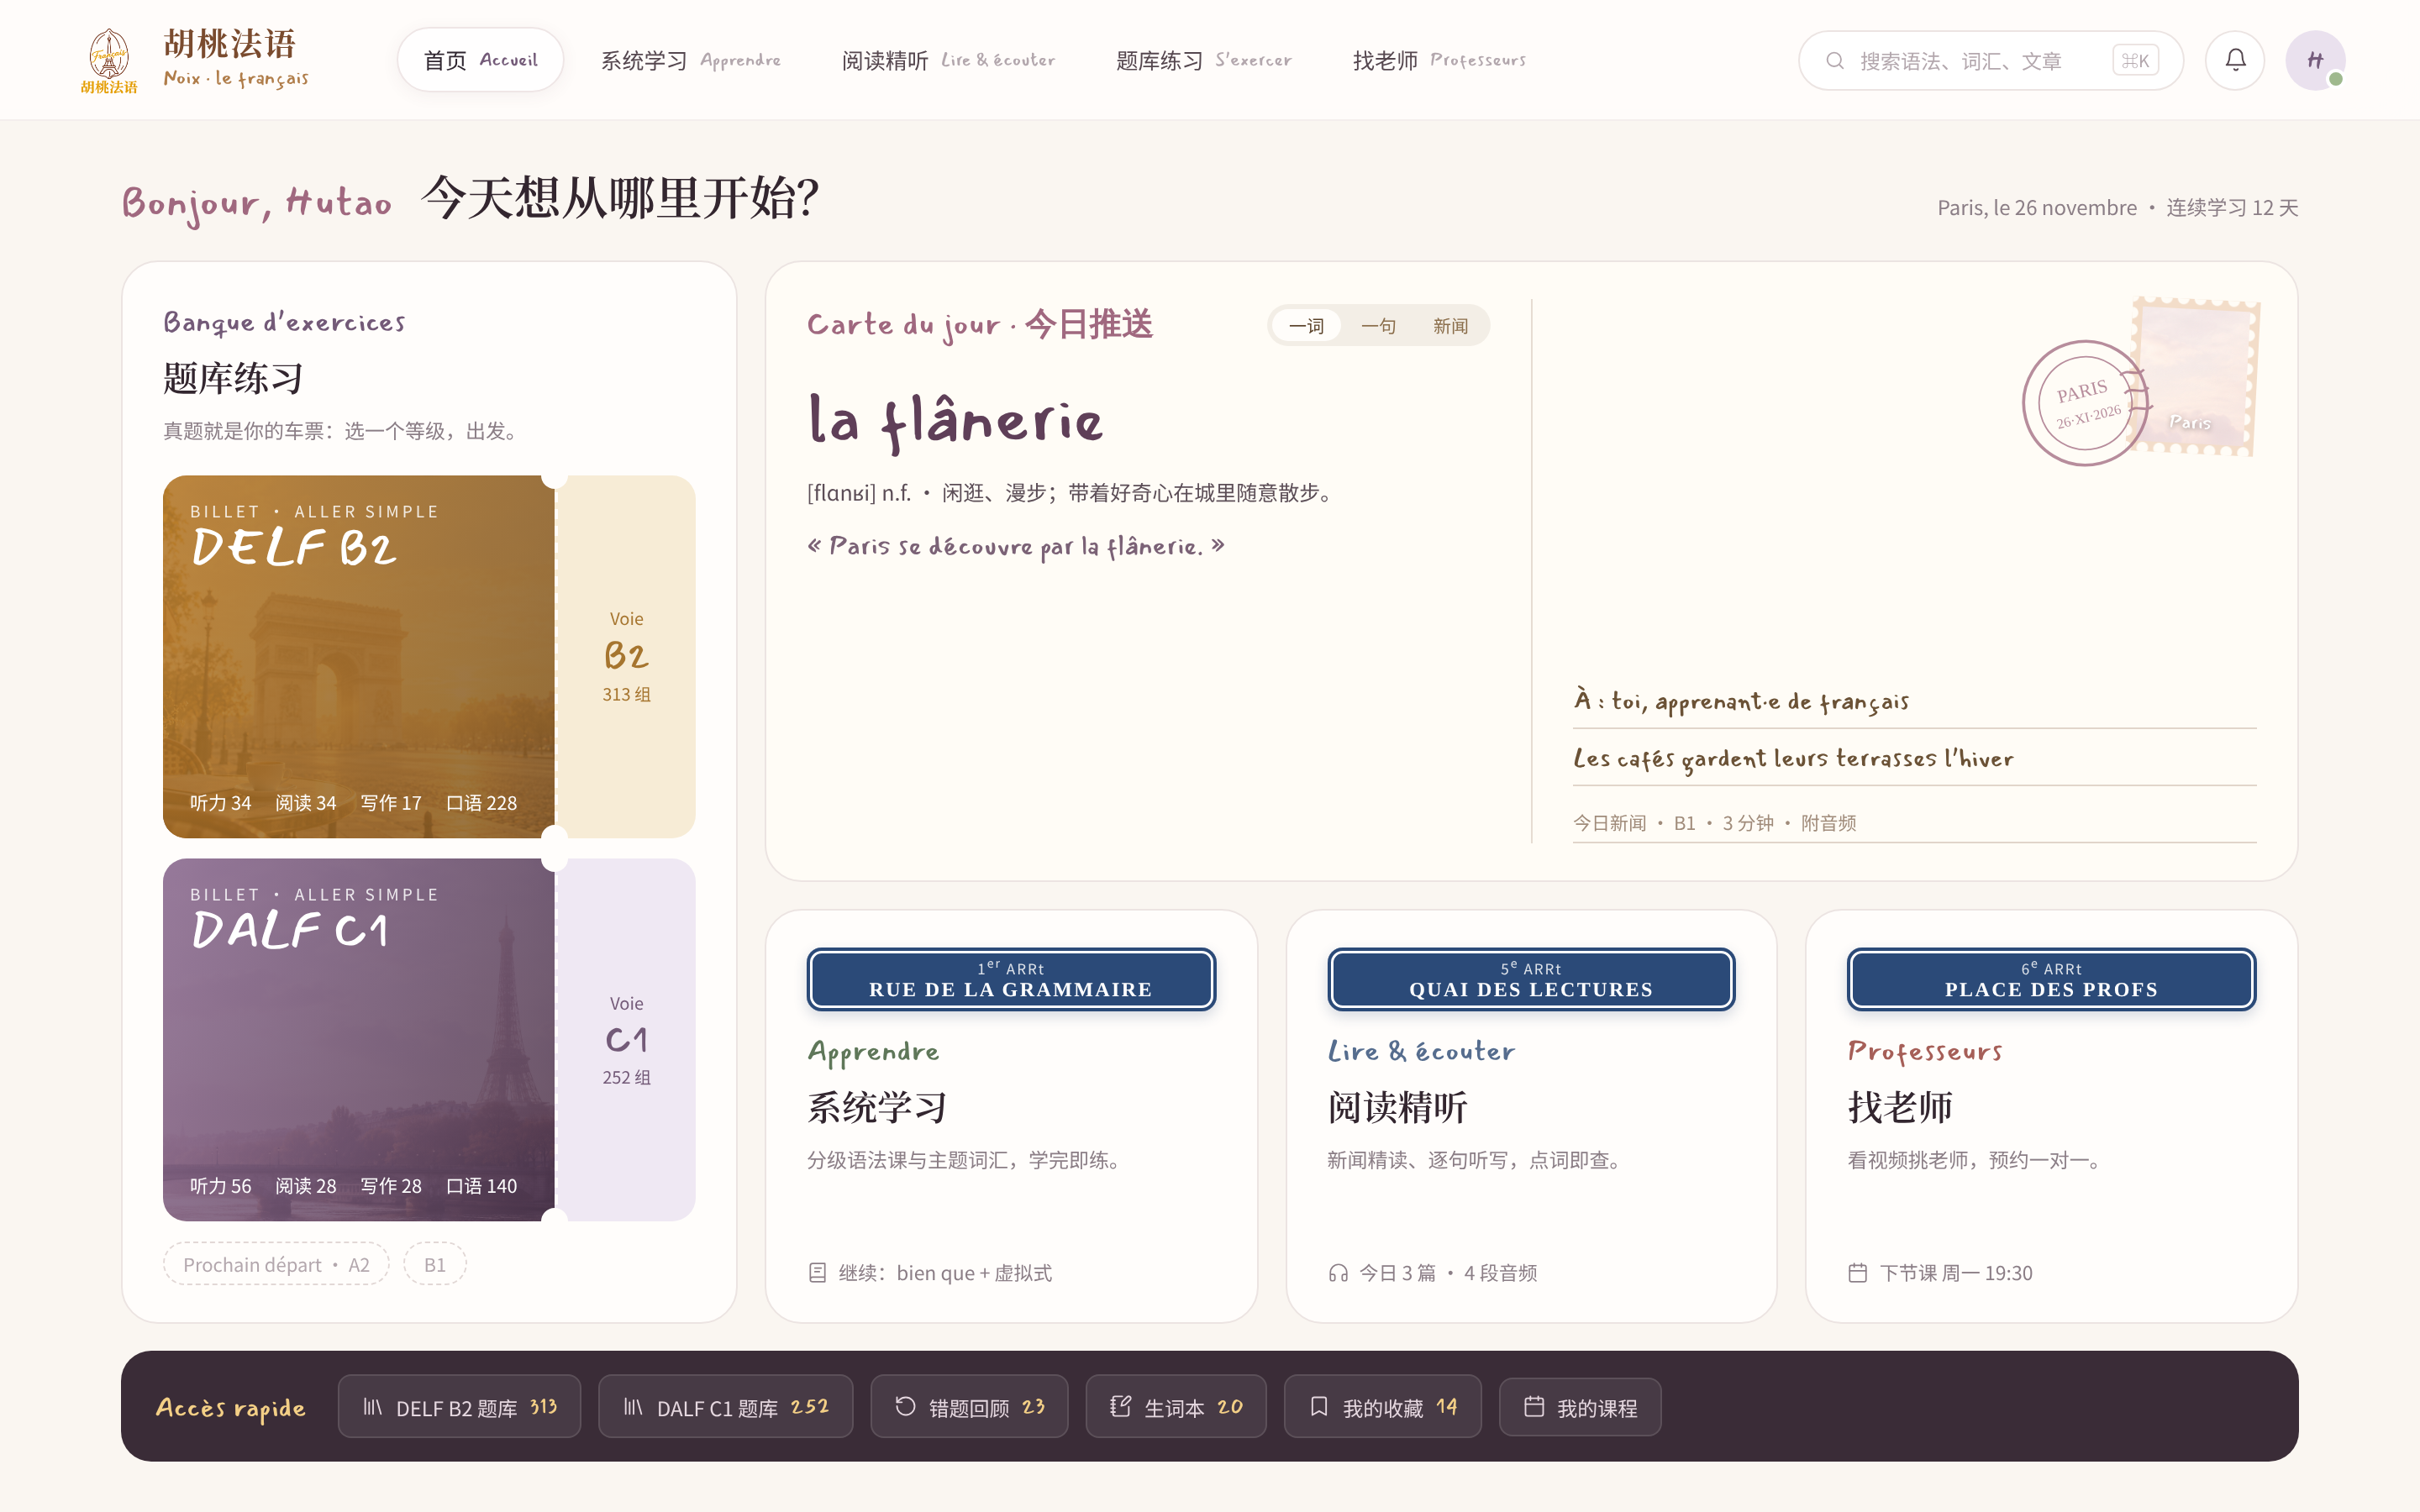 Français
胡桃法语
胡桃法语
Noix · le français
首页 Accueil
系统学习 Apprendre
阅读精听 Lire & écouter
题库练习 S'exercer
找老师 Professeurs
搜索语法、词汇、文章 ⌘K
H
Bonjour, Hutao 今天想从哪里开始?
Paris, le 26 novembre · 连续学习 12 天
Banque d'exercices
题库练习
真题就是你的车票：选一个等级，出发。
BILLET · ALLER SIMPLE
DELF B2
听力 34 阅读 34 写作 17 口语 228
Voie
B2
313 组
BILLET · ALLER SIMPLE
DALF C1
听力 56 阅读 28 写作 28 口语 140
Voie
C1
252 组
Prochain départ · A2
B1
Carte du jour · 今日推送
一词 一句 新闻
la flânerie
[flɑnʁi] n.f. · 闲逛、漫步；带着好奇心在城里随意散步。
« Paris se découvre par la flânerie. »
PARIS
26·XI·2026
Paris
À : toi, apprenant·e de français
Les cafés gardent leurs terrasses l'hiver
今日新闻 · B1 · 3 分钟 · 附音频
1er ARRt
RUE DE LA GRAMMAIRE
Apprendre
系统学习
分级语法课与主题词汇，学完即练。
继续：bien que + 虚拟式
5e ARRt
QUAI DES LECTURES
Lire & écouter
阅读精听
新闻精读、逐句听写，点词即查。
今日 3 篇 · 4 段音频
6e ARRt
PLACE DES PROFS
Professeurs
找老师
看视频挑老师，预约一对一。
下节课 周一 19:30
Accès rapide
DELF B2 题库 313
DALF C1 题库 252
错题回顾 23
生词本 20
我的收藏 14
我的课程